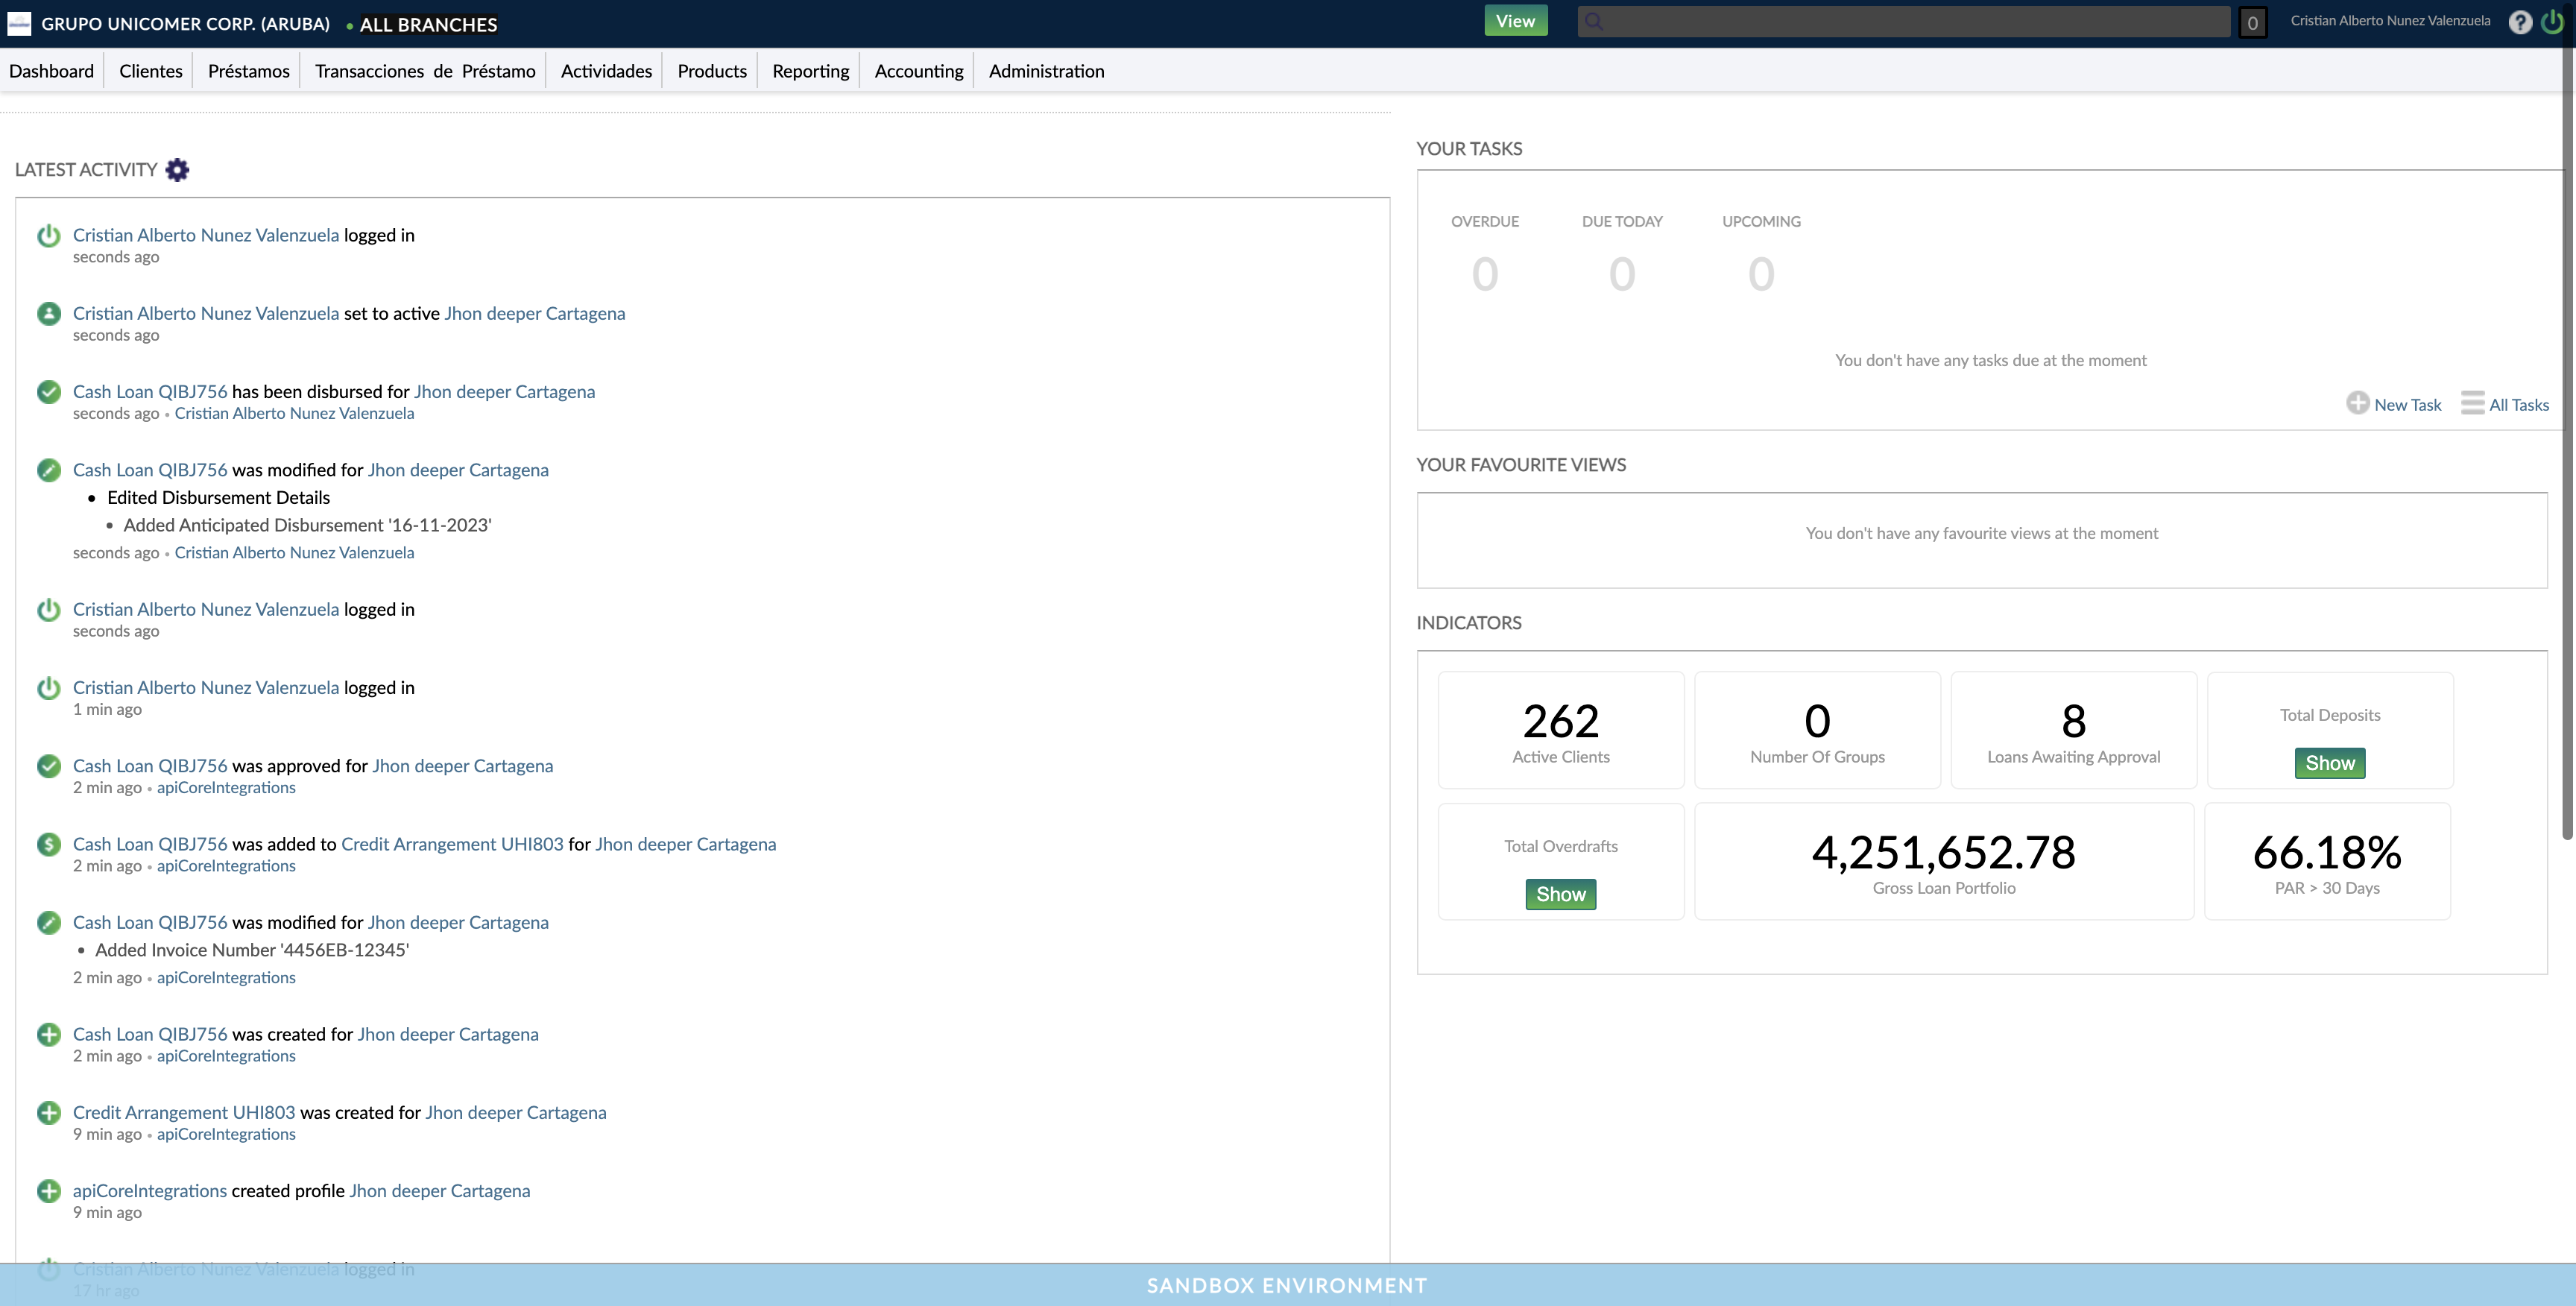 GRUPO UNICOMER CORP. (ARUBA) • ALL BRANCHES
View
0
Cristian Alberto Nunez Valenzuela
?
Dashboard Clientes Préstamos Transacciones de Préstamo Actividades Products Reporting Accounting Administration
LATEST ACTIVITY
Cristian Alberto Nunez Valenzuela logged in
seconds ago
Cristian Alberto Nunez Valenzuela set to active Jhon deeper Cartagena
seconds ago
Cash Loan QIBJ756 has been disbursed for Jhon deeper Cartagena
seconds ago • Cristian Alberto Nunez Valenzuela
Cash Loan QIBJ756 was modified for Jhon deeper Cartagena
• Edited Disbursement Details
• Added Anticipated Disbursement '16-11-2023'
seconds ago • Cristian Alberto Nunez Valenzuela
Cristian Alberto Nunez Valenzuela logged in
seconds ago
Cristian Alberto Nunez Valenzuela logged in
1 min ago
Cash Loan QIBJ756 was approved for Jhon deeper Cartagena
2 min ago • apiCoreIntegrations
Cash Loan QIBJ756 was added to Credit Arrangement UHI803 for Jhon deeper Cartagena
2 min ago • apiCoreIntegrations
Cash Loan QIBJ756 was modified for Jhon deeper Cartagena
• Added Invoice Number '4456EB-12345'
2 min ago • apiCoreIntegrations
Cash Loan QIBJ756 was created for Jhon deeper Cartagena
2 min ago • apiCoreIntegrations
Credit Arrangement UHI803 was created for Jhon deeper Cartagena
9 min ago • apiCoreIntegrations
apiCoreIntegrations created profile Jhon deeper Cartagena
9 min ago
Cristian Alberto Nunez Valenzuela logged in
17 hr ago
YOUR TASKS
OVERDUE DUE TODAY UPCOMING
0 0 0
You don't have any tasks due at the moment
New Task All Tasks
YOUR FAVOURITE VIEWS
You don't have any favourite views at the moment
INDICATORS
262
Active Clients
0
Number Of Groups
8
Loans Awaiting Approval
Total Deposits
Show
Total Overdrafts
Show
4,251,652.78
Gross Loan Portfolio
66.18%
PAR > 30 Days
SANDBOX ENVIRONMENT